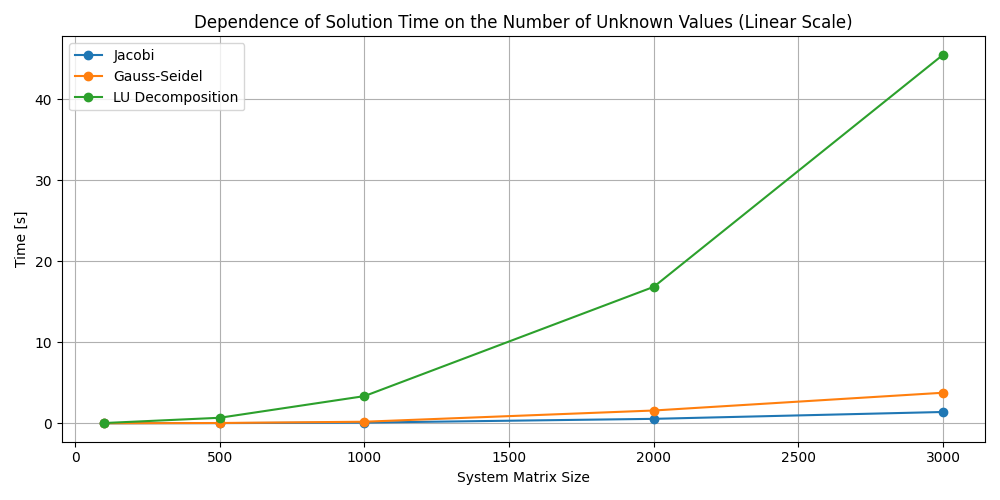 Dependence of Solution Time on the Number of Unknown Values (Linear Scale)
Jacobi
Gauss-Seidel
LU Decomposition
Time [s]
40
30
20
10
0
0 500 1000 1500 2000 2500 3000
System Matrix Size